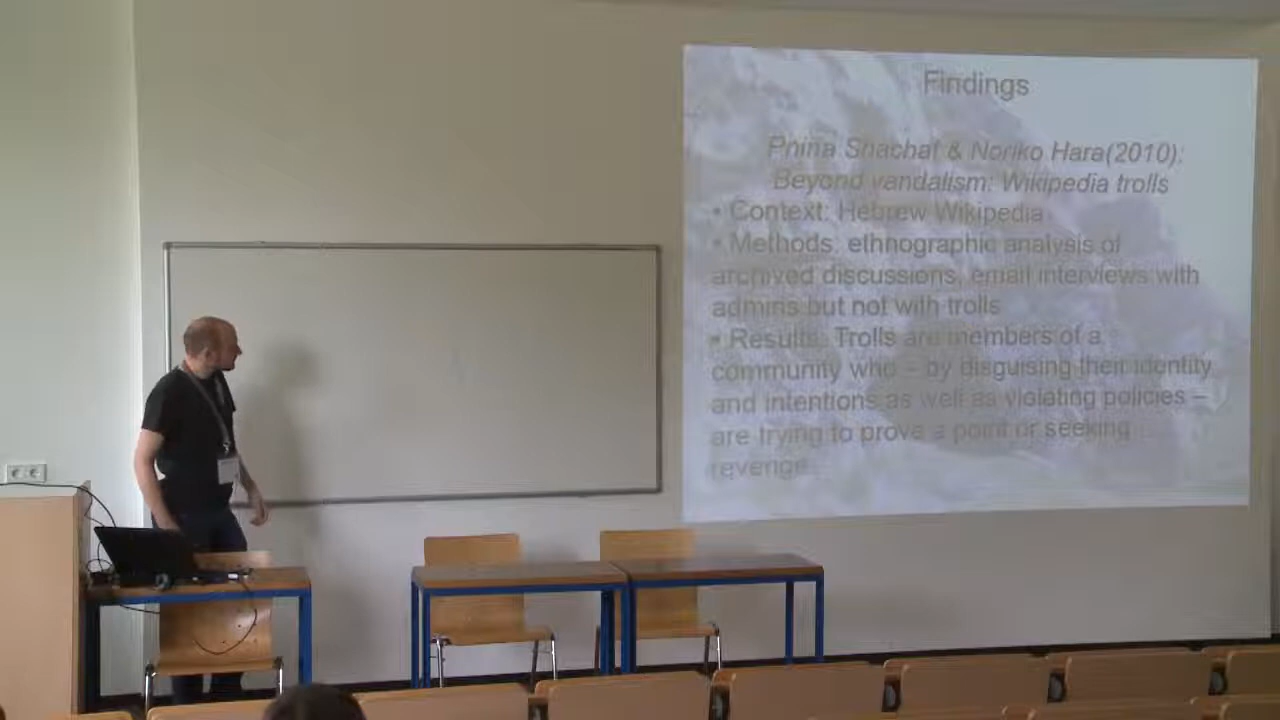 Findings
Pnina Shachaf & Noriko Hara(2010):
Beyond vandalism: Wikipedia trolls
• Context: Hebrew Wikipedia
• Methods: ethnographic analysis of
archived discussions, email interviews with
admins but not with trolls
• Results: Trolls are members of a
community who – by disguising their identity
and intentions as well as violating policies –
are trying to prove a point or seeking
revenge.